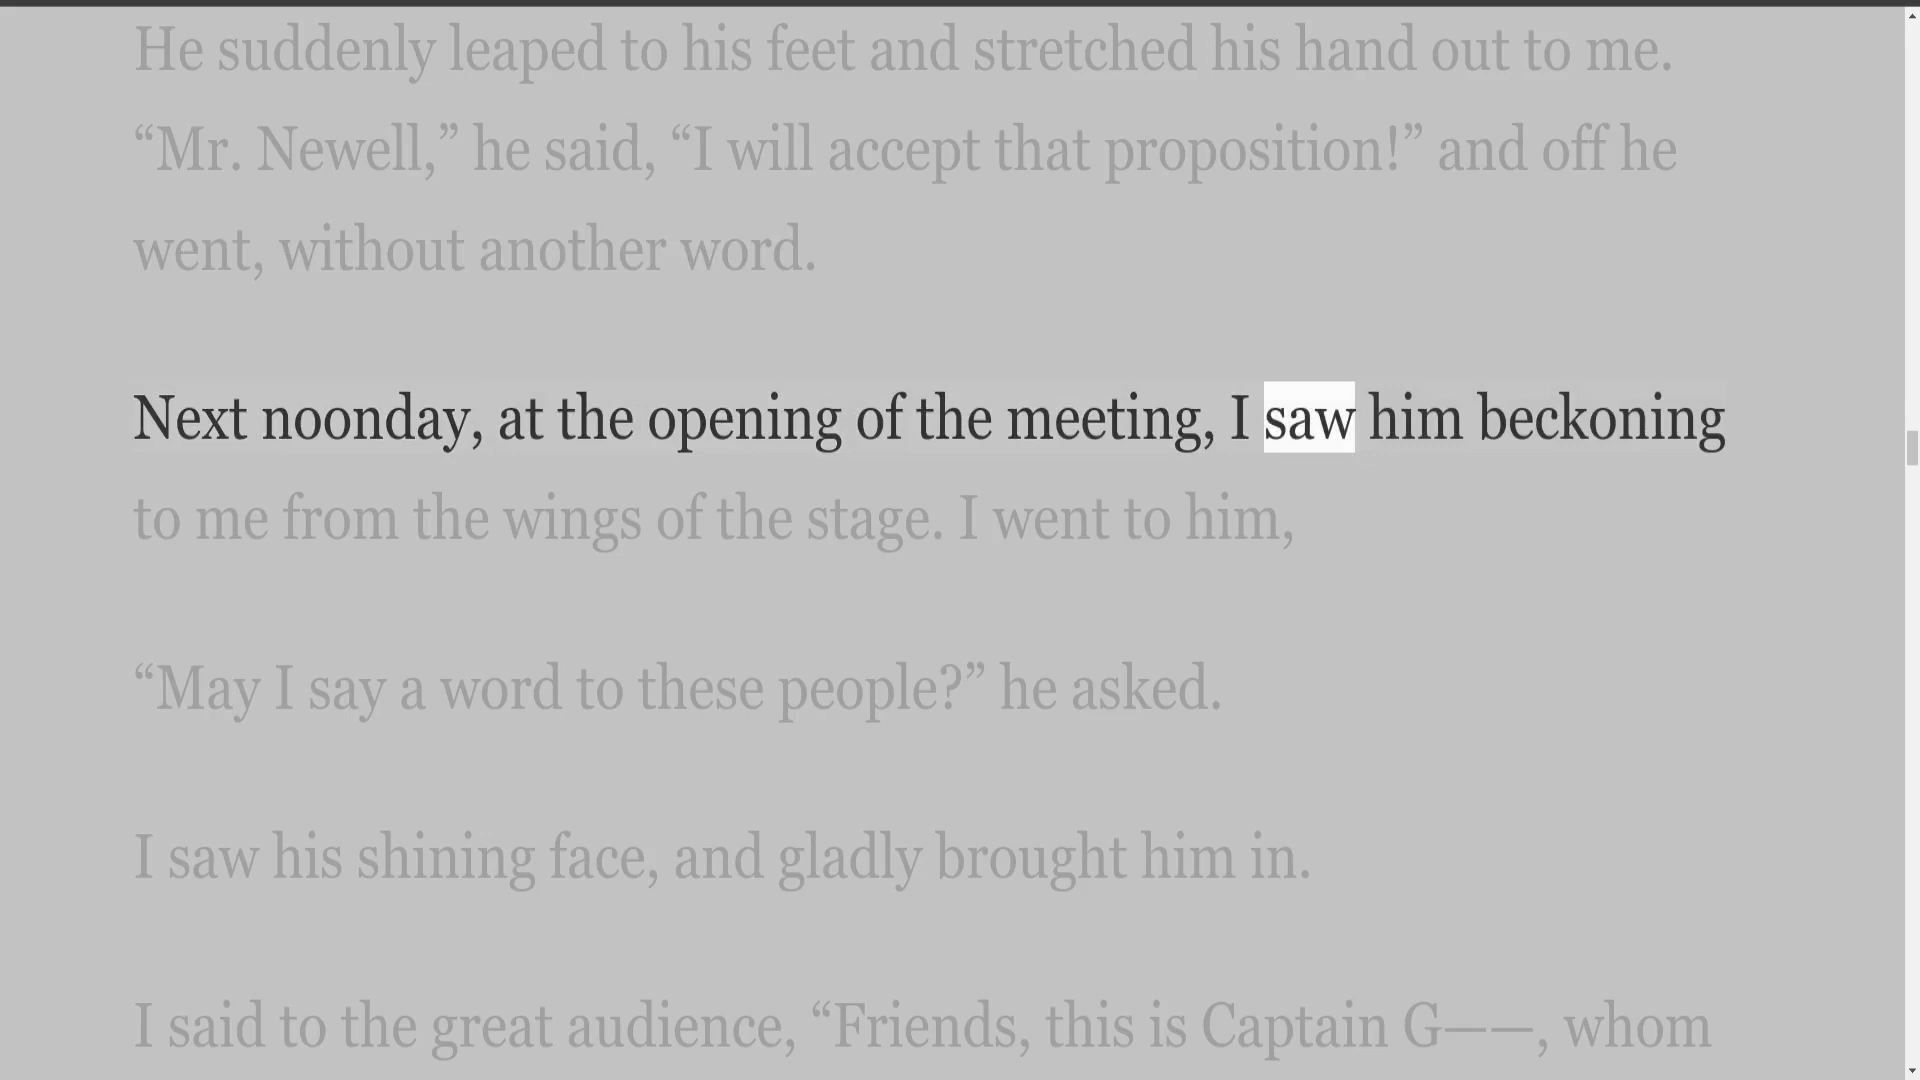 He suddenly leaped to his feet and stretched his hand out to me.
“Mr. Newell,” he said, “I will accept that proposition!” and off he
went, without another word.
Next noonday, at the opening of the meeting, I saw him beckoning
to me from the wings of the stage. I went to him,
“May I say a word to these people?” he asked.
I saw his shining face, and gladly brought him in.
I said to the great audience, “Friends, this is Captain G——, whom